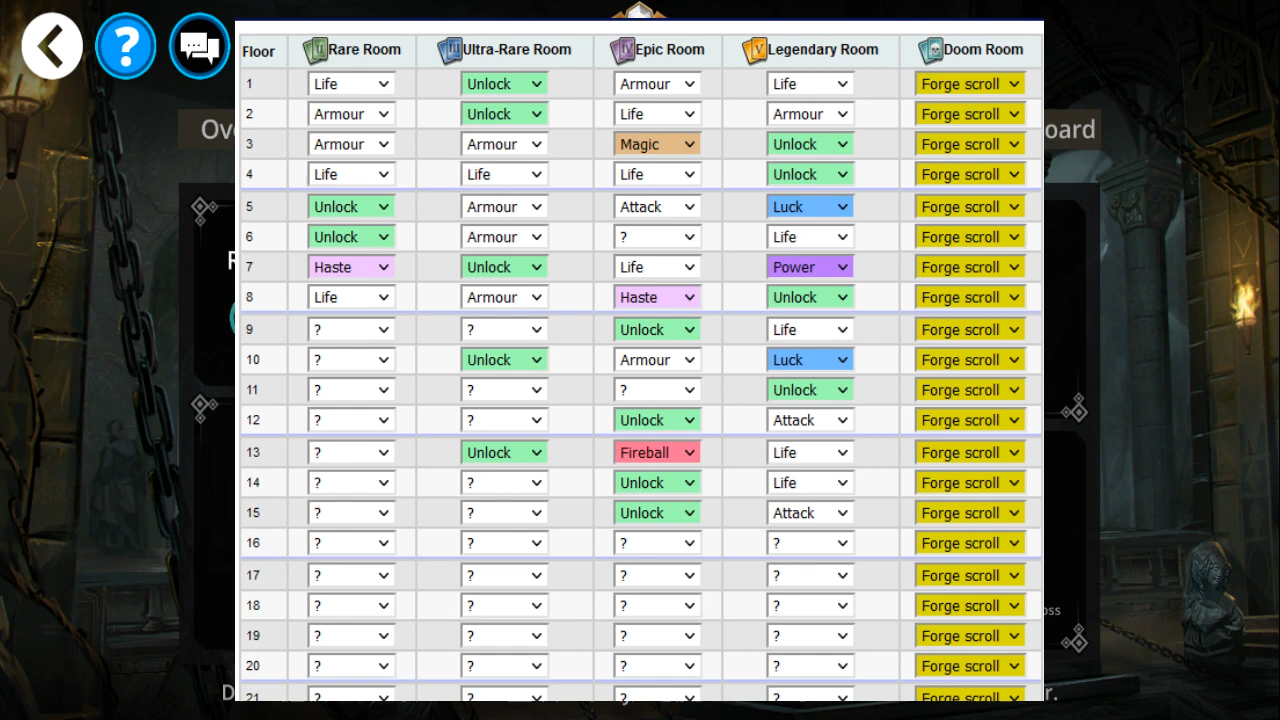 Floor Rare Room Ultra-Rare Room Epic Room Legendary Room Doom Room
1 Life Unlock Armour Life Forge scroll
2 Armour Unlock Life Armour Forge scroll
Ov oard
3 Armour Armour Magic Unlock Forge scroll
4 Life Life Life Unlock Forge scroll
5 Unlock Armour Attack Luck Forge scroll
6 Unlock Armour ? Life Forge scroll
7 Haste Unlock Life Power Forge scroll
8 Life Armour Haste Unlock Forge scroll
9 ? ? Unlock Life Forge scroll
10 ? Unlock Armour Luck Forge scroll
11 ? ? ? Unlock Forge scroll
12 ? ? Unlock Attack Forge scroll
13 ? Unlock Fireball Life Forge scroll
14 ? ? Unlock Life Forge scroll
15 ? ? Unlock Attack Forge scroll
16 ? ? ? ? Forge scroll
17 ? ? ? ? Forge scroll
18 ? ? ? ? Forge scroll
oss
19 ? ? ? ? Forge scroll
20 ? ? ? ? Forge scroll
21 ? ? ? ? Forge scroll
D r.